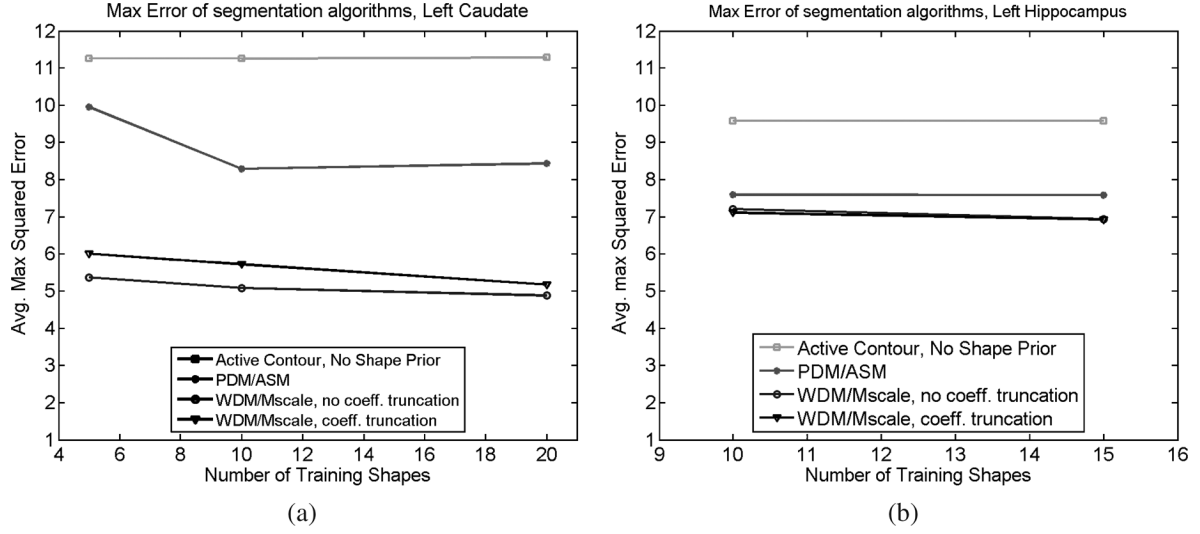 Max Error of segmentation algorithms, Left Caudate
12
11
10
9
8
7
6
5
4
3
2
1
Avg. Max Squared Error
Active Contour, No Shape Prior
PDM/ASM
WDM/Mscale, no coeff. truncation
WDM/Mscale, coeff. truncation
4 6 8 10 12 14 16 18 20
Number of Training Shapes
(a)
Max Error of segmentation algorithms, Left Hippocampus
12
11
10
9
8
7
6
5
4
3
2
1
Avg. max Squared Error
Active Contour, No Shape Prior
PDM/ASM
WDM/Mscale, no coeff. truncation
WDM/Mscale, coeff. truncation
9 10 11 12 13 14 15 16
Number of Training Shapes
(b)